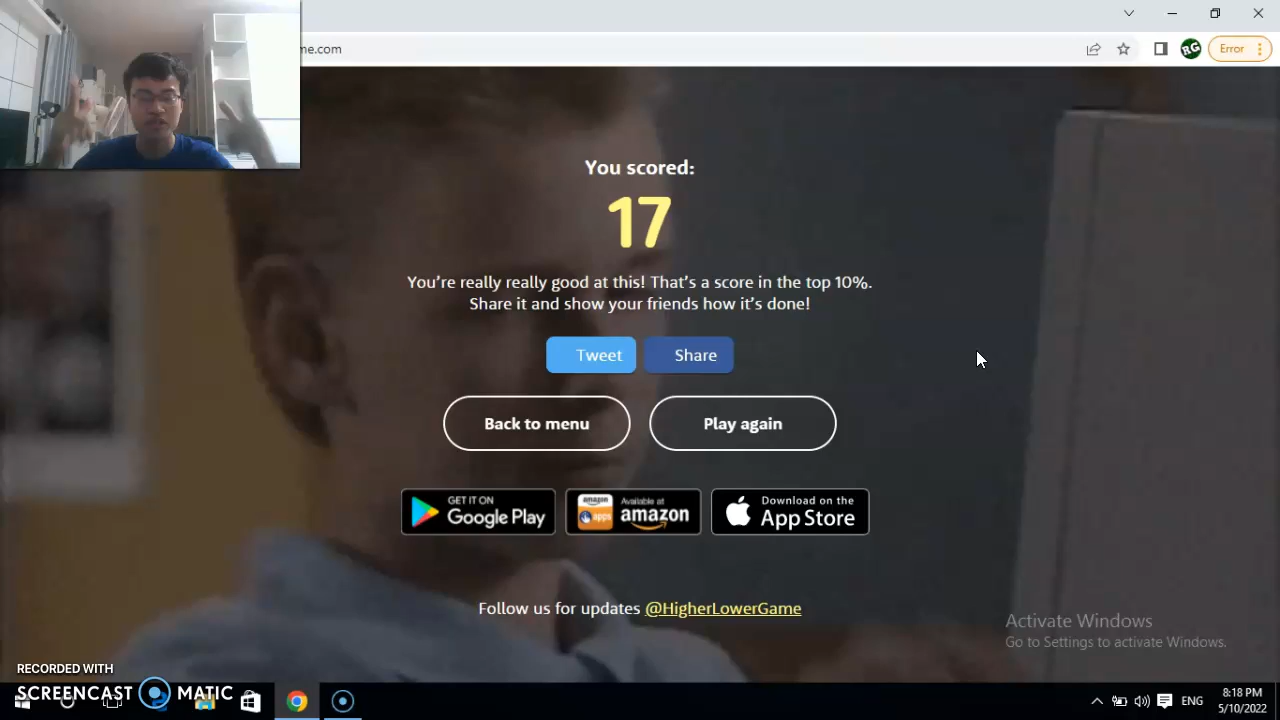 me.com
RG
Error
You scored:
17
You're really really good at this! That's a score in the top 10%.
Share it and show your friends how it's done!
Tweet
Share
Back to menu
Play again
GET IT ON
Google Play
amazon
apps
Available at
amazon
Download on the
App Store
Follow us for updates @HigherLowerGame
Activate Windows
Go to Settings to activate Windows.
RECORDED WITH
SCREENCAST MATIC
ENG
8:18 PM
5/10/2022